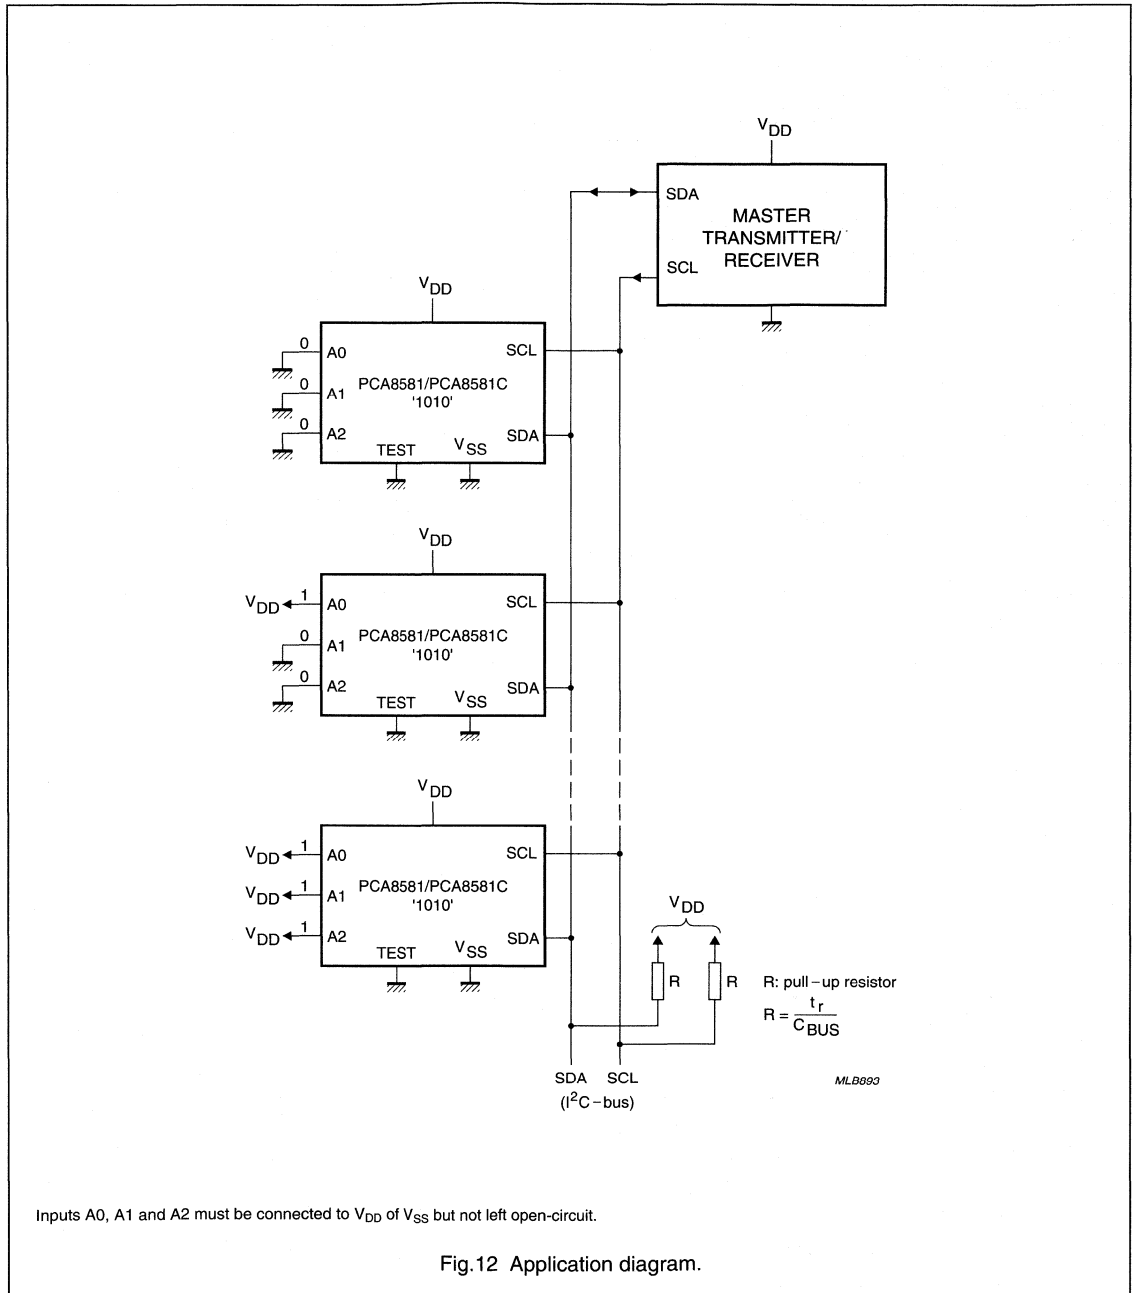 VDD
SDA
MASTER
TRANSMITTER/
RECEIVER
SCL
VDD
0 A0 SCL
PCA8581/PCA8581C
0 A1
'1010'
0 A2 SDA
TEST VSS
VDD
VDD 1 A0 SCL
PCA8581/PCA8581C
0 A1
'1010'
0 A2 SDA
TEST VSS
VDD
VDD 1 A0 SCL
PCA8581/PCA8581C
VDD 1 A1
'1010'
VDD 1 A2 SDA
TEST VSS
VDD
R R R: pull-up resistor
R = tr / CBUS
SDA SCL
(I²C-bus)
MLB893
Inputs A0, A1 and A2 must be connected to VDD of VSS but not left open-circuit.
Fig.12 Application diagram.